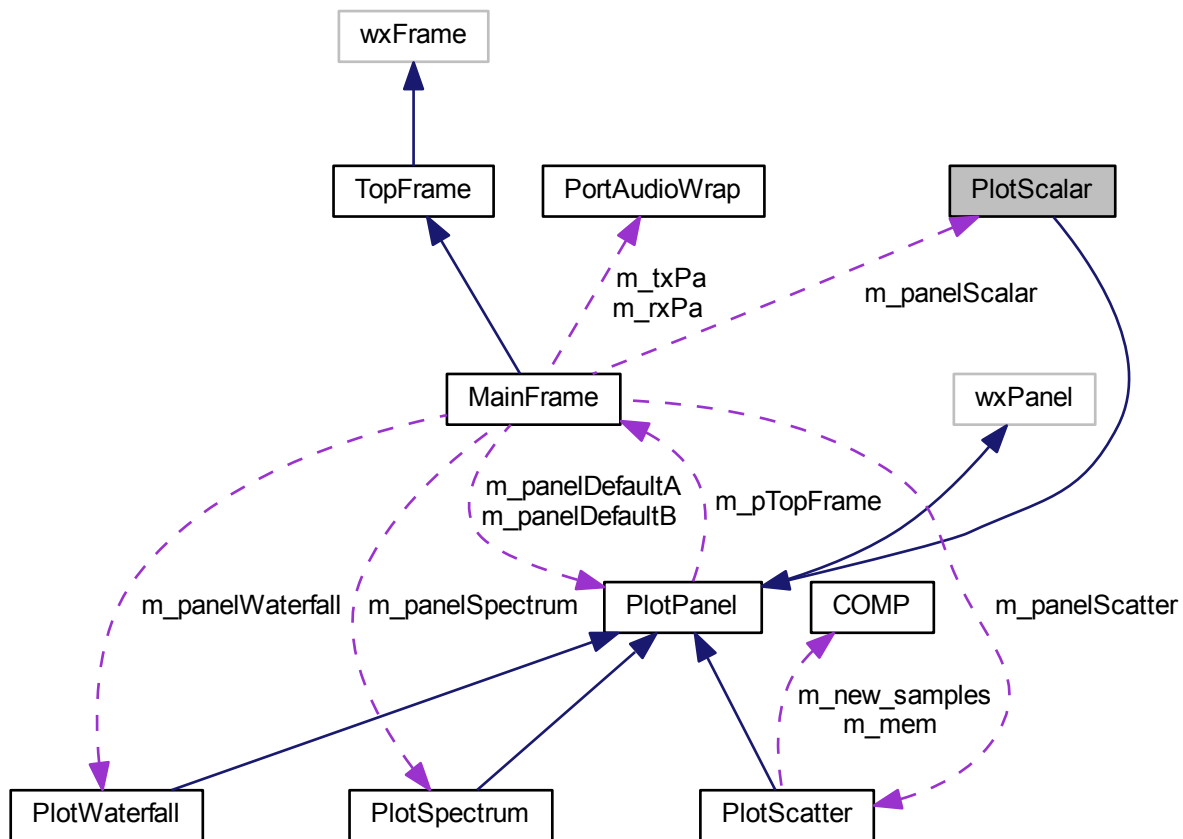 wxFrame
TopFrame
PortAudioWrap
PlotScalar
m_txPa
m_rxPa
m_panelScalar
MainFrame
wxPanel
m_panelDefaultA
m_panelDefaultB
m_pTopFrame
m_panelWaterfall
m_panelSpectrum
PlotPanel
COMP
m_panelScatter
m_new_samples
m_mem
PlotWaterfall
PlotSpectrum
PlotScatter